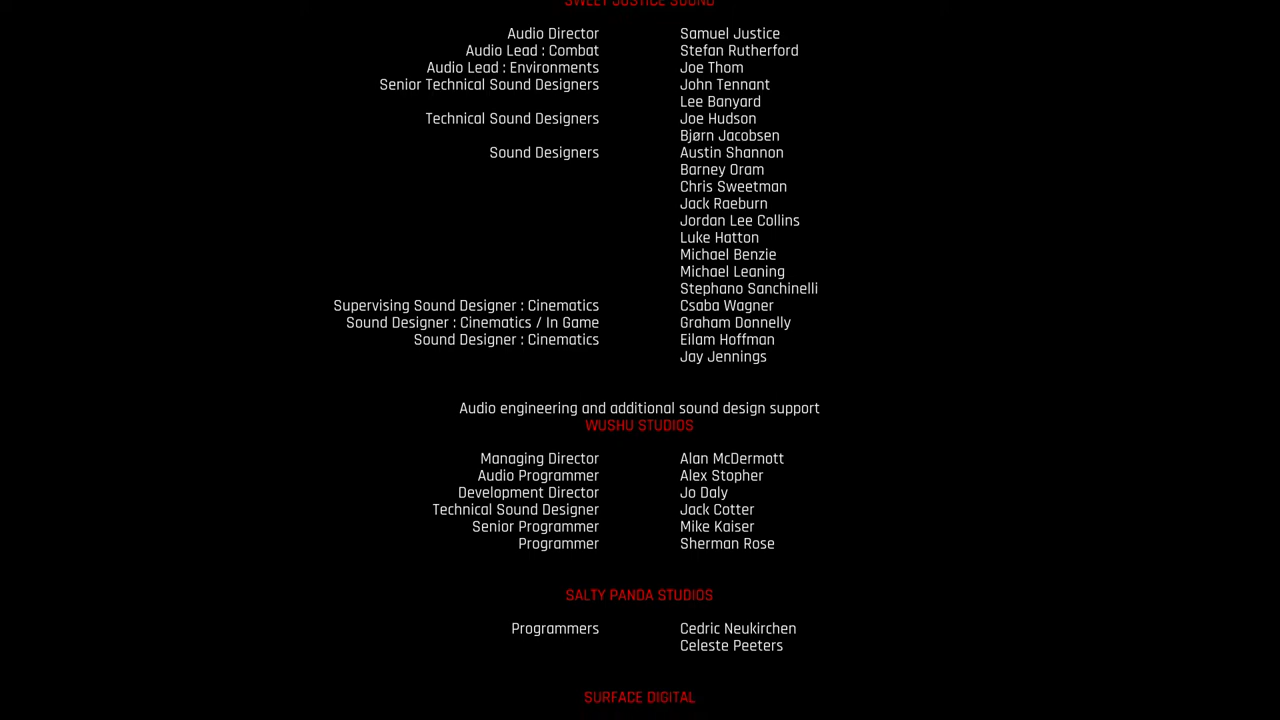 SWEET JUSTICE SOUND
Audio Director Samuel Justice
Audio Lead : Combat Stefan Rutherford
Audio Lead : Environments Joe Thom
Senior Technical Sound Designers John Tennant
Lee Banyard
Technical Sound Designers Joe Hudson
Bjørn Jacobsen
Sound Designers Austin Shannon
Barney Oram
Chris Sweetman
Jack Raeburn
Jordan Lee Collins
Luke Hatton
Michael Benzie
Michael Leaning
Stephano Sanchinelli
Supervising Sound Designer : Cinematics Csaba Wagner
Sound Designer : Cinematics / In Game Graham Donnelly
Sound Designer : Cinematics Eilam Hoffman
Jay Jennings
Audio engineering and additional sound design support
WUSHU STUDIOS
Managing Director Alan McDermott
Audio Programmer Alex Stopher
Development Director Jo Daly
Technical Sound Designer Jack Cotter
Senior Programmer Mike Kaiser
Programmer Sherman Rose
SALTY PANDA STUDIOS
Programmers Cedric Neukirchen
Celeste Peeters
SURFACE DIGITAL